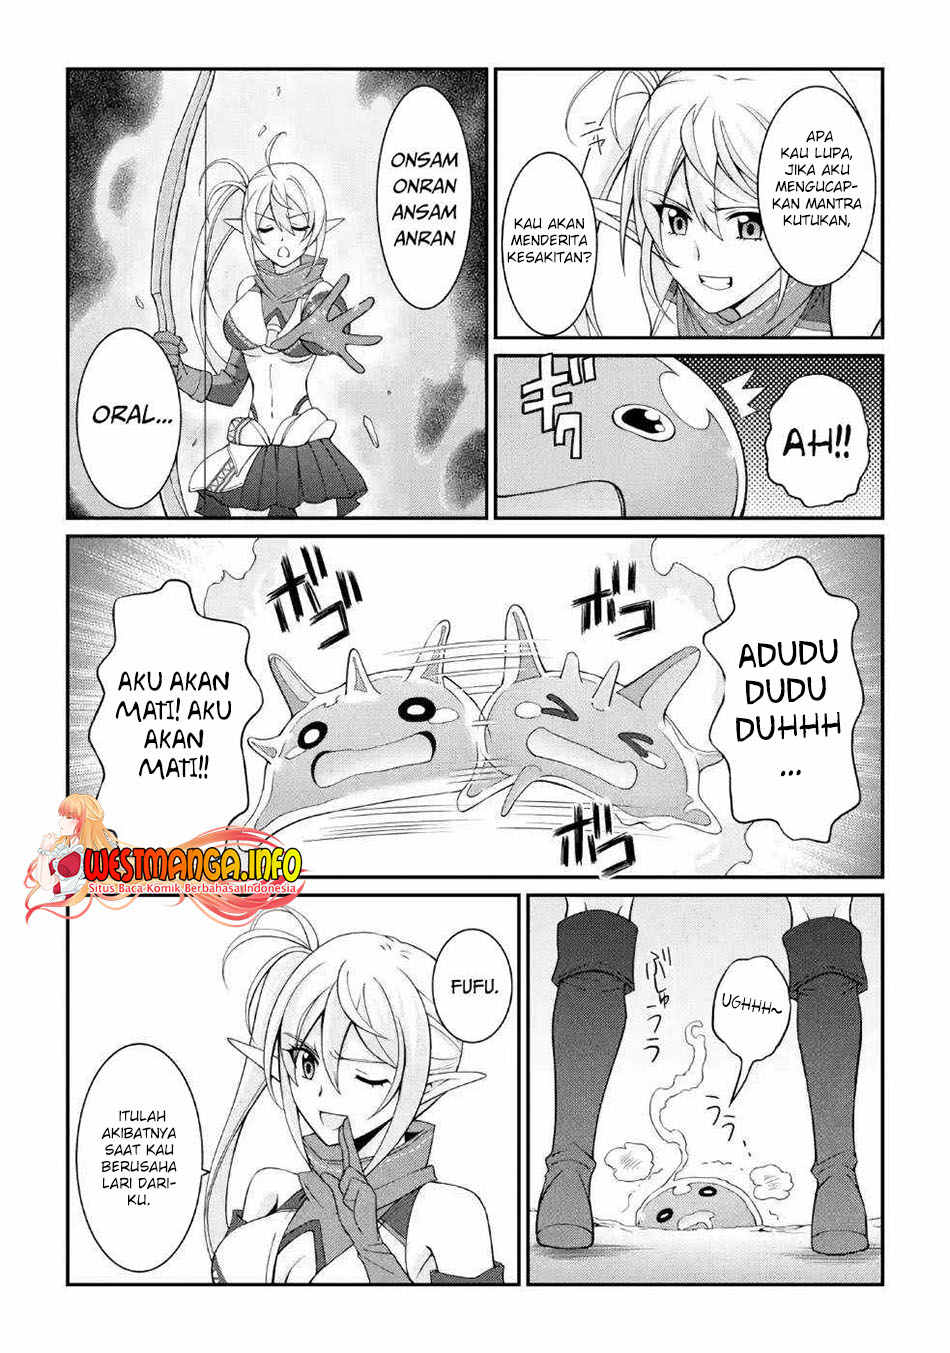 APA
KAU LUPA,
JIKA AKU
MENGUCAP-
KAN MANTRA
KUTUKAN,
KAU AKAN
MENDERITA
KESAKITAN?
ONSAM
ONRAN
ANSAM
ANRAN
ORAL...
AH!!
ギク
ADUDU
DUDU
DUHHH
...
ボコ
ボコ
ボコ
AKU AKAN
MATI! AKU
AKAN
MATI!!
WESTMANGA.INFO
Situs Baca Komik Berbahasa Indonesia
UGHHH~
ぷしゅうう
うう
FUFU.
ITULAH
AKIBATNYA
SAAT KAU
BERUSAHA
LARI DARI-
KU.